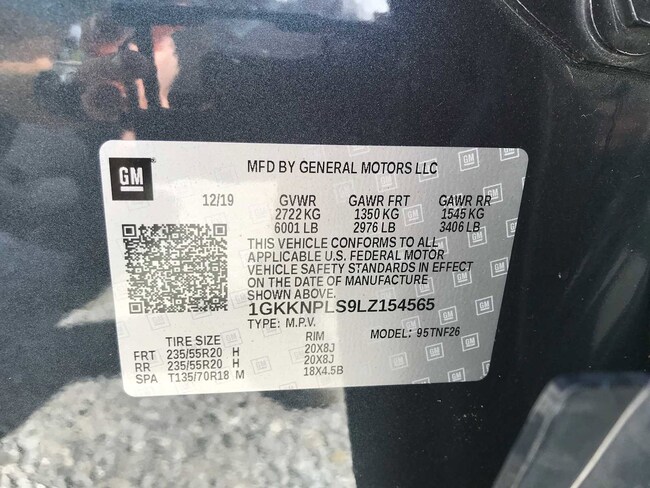 GM
MFD BY GENERAL MOTORS LLC
12/19 GVWR GAWR FRT GAWR RR
2722 KG 1350 KG 1545 KG
6001 LB 2976 LB 3406 LB
THIS VEHICLE CONFORMS TO ALL
APPLICABLE U.S. FEDERAL MOTOR
VEHICLE SAFETY STANDARDS IN EFFECT
ON THE DATE OF MANUFACTURE
SHOWN ABOVE.
1GKKNPLS9LZ154565
TYPE: M.P.V. MODEL: 95TNF26
TIRE SIZE RIM
FRT 235/55R20 H 20X8J
RR 235/55R20 H 20X8J
SPA T135/70R18 M 18X4.5B